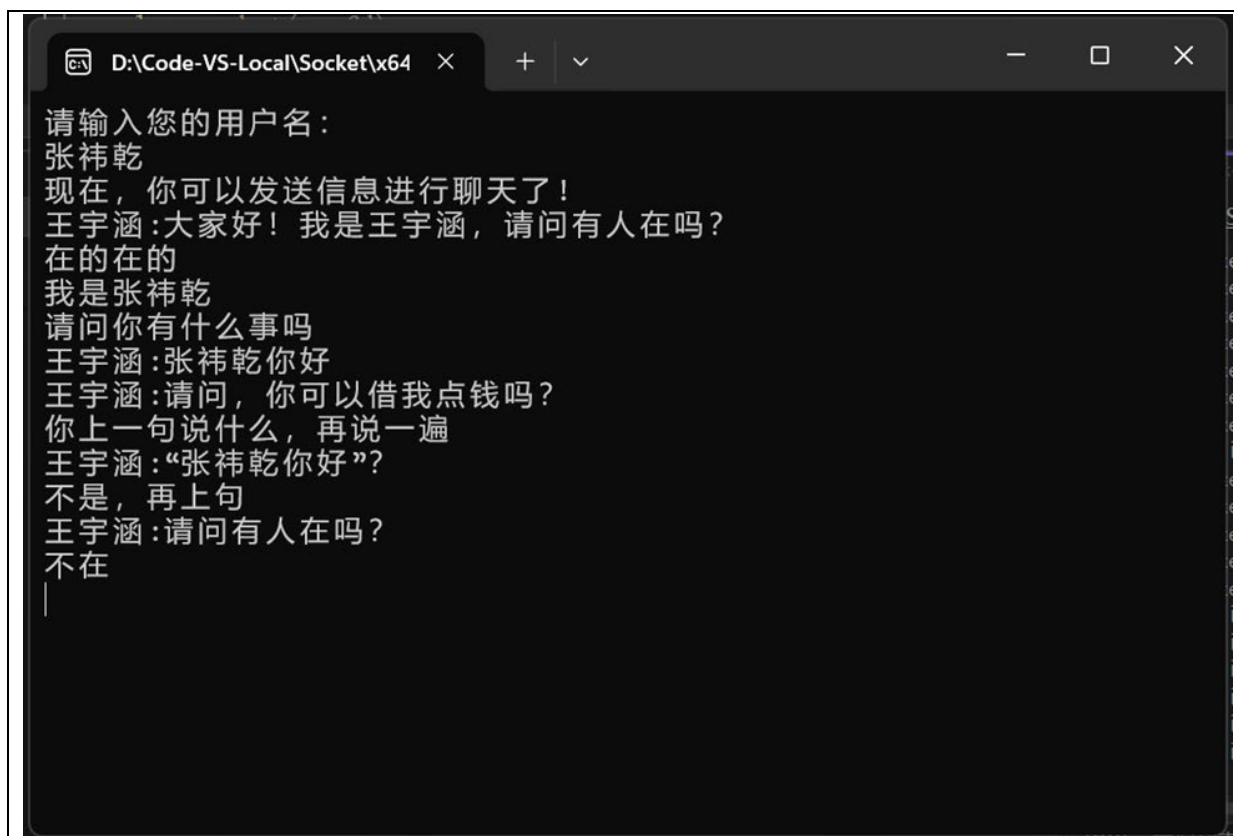 D:\Code-VS-Local\Socket\x64
请输入您的用户名：
张祎乾
现在，你可以发送信息进行聊天了！
王宇涵:大家好！我是王宇涵，请问有人在吗？
在的在的
我是张祎乾
请问你有什么事吗
王宇涵:张祎乾你好
王宇涵:请问，你可以借我点钱吗？
你上一句说什么，再说一遍
王宇涵:“张祎乾你好”？
不是，再上句
王宇涵:请问有人在吗？
不在